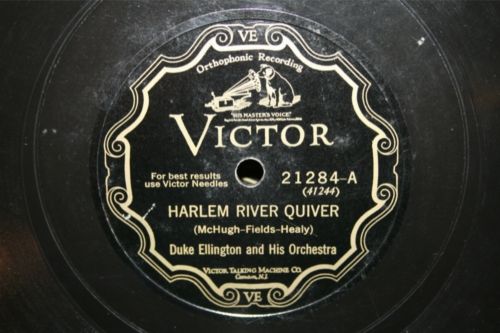 VE
Orthophonic Recording
"HIS MASTER'S VOICE"
VICTOR
For best results
use Victor Needles
21284-A
(41244)
HARLEM RIVER QUIVER
(McHugh-Fields-Healy)
Duke Ellington and His Orchestra
VICTOR TALKING MACHINE CO.
Camden, N.J.
VE